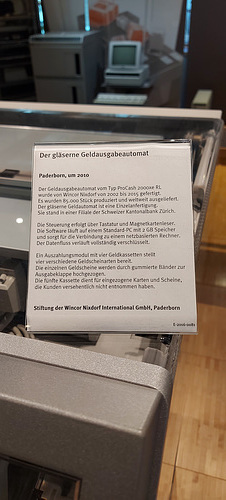 Der gläserne Geldausgabeautomat
Paderborn, um 2010
Der Geldausgabeautomat vom Typ ProCash 2000xe RL
wurde von Wincor Nixdorf von 2002 bis 2015 gefertigt.
Es wurden 85.000 Stück produziert und weltweit ausgeliefert.
Der gläserne Geldautomat ist eine Einzelanfertigung.
Sie stand in einer Filiale der Schweizer Kantonalbank Zürich.
Die Steuerung erfolgt über Tastatur und Magnetkartenleser.
Die Software läuft auf einem Standard-PC mit 2 GB Speicher
und sorgt für die Verbindung zu einem netzbasierten Rechner.
Der Datenfluss verläuft vollständig verschlüsselt.
Ein Auszahlungsmodul mit vier Geldkassetten stellt
vier verschiedene Geldscheinarten bereit.
Die einzelnen Geldscheine werden durch gummierte Bänder zur
Ausgabeklappe hochgezogen.
Die fünfte Kassette dient für eingezogene Karten und Scheine,
die Kunden versehentlich nicht entnommen haben.
Stiftung der Wincor Nixdorf International GmbH, Paderborn